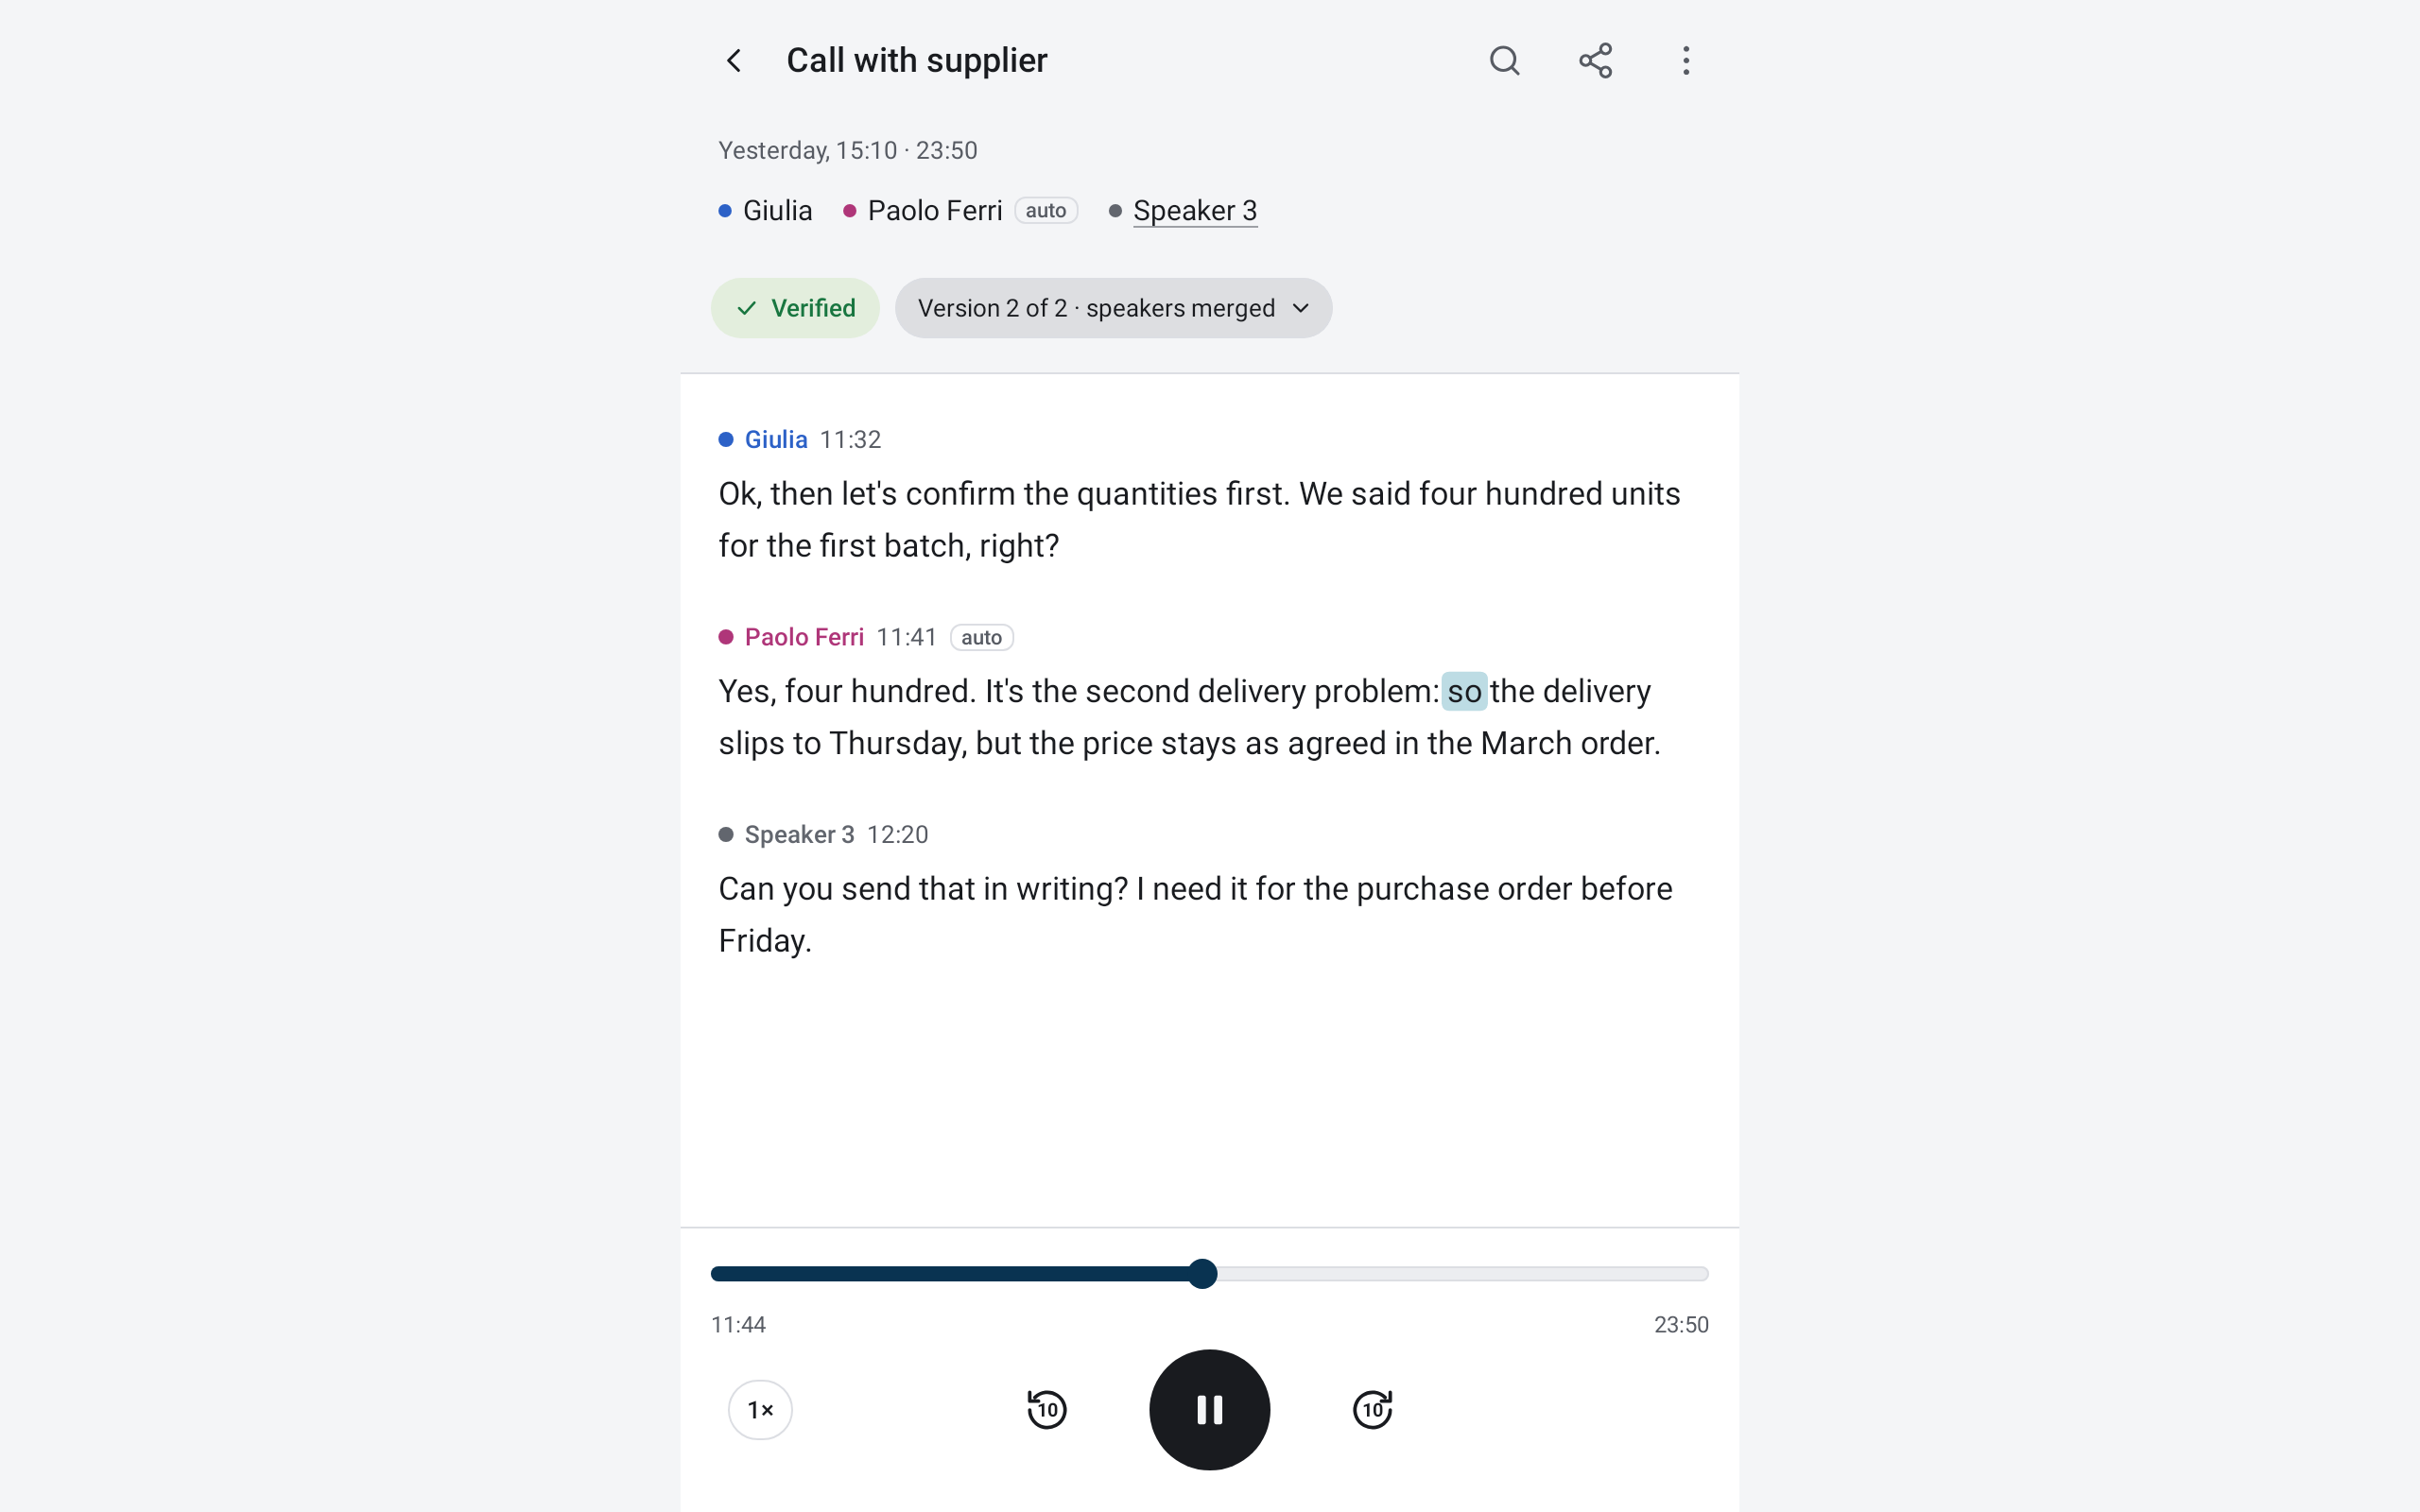 Call with supplier
Yesterday, 15:10 · 23:50
Giulia Paolo Ferri auto Speaker 3
Verified Version 2 of 2 · speakers merged
Giulia 11:32
Ok, then let's confirm the quantities first. We said four hundred units
for the first batch, right?
Paolo Ferri 11:41 auto
Yes, four hundred. It's the second delivery problem: so the delivery
slips to Thursday, but the price stays as agreed in the March order.
Speaker 3 12:20
Can you send that in writing? I need it for the purchase order before
Friday.
11:44 23:50
1× 10 10